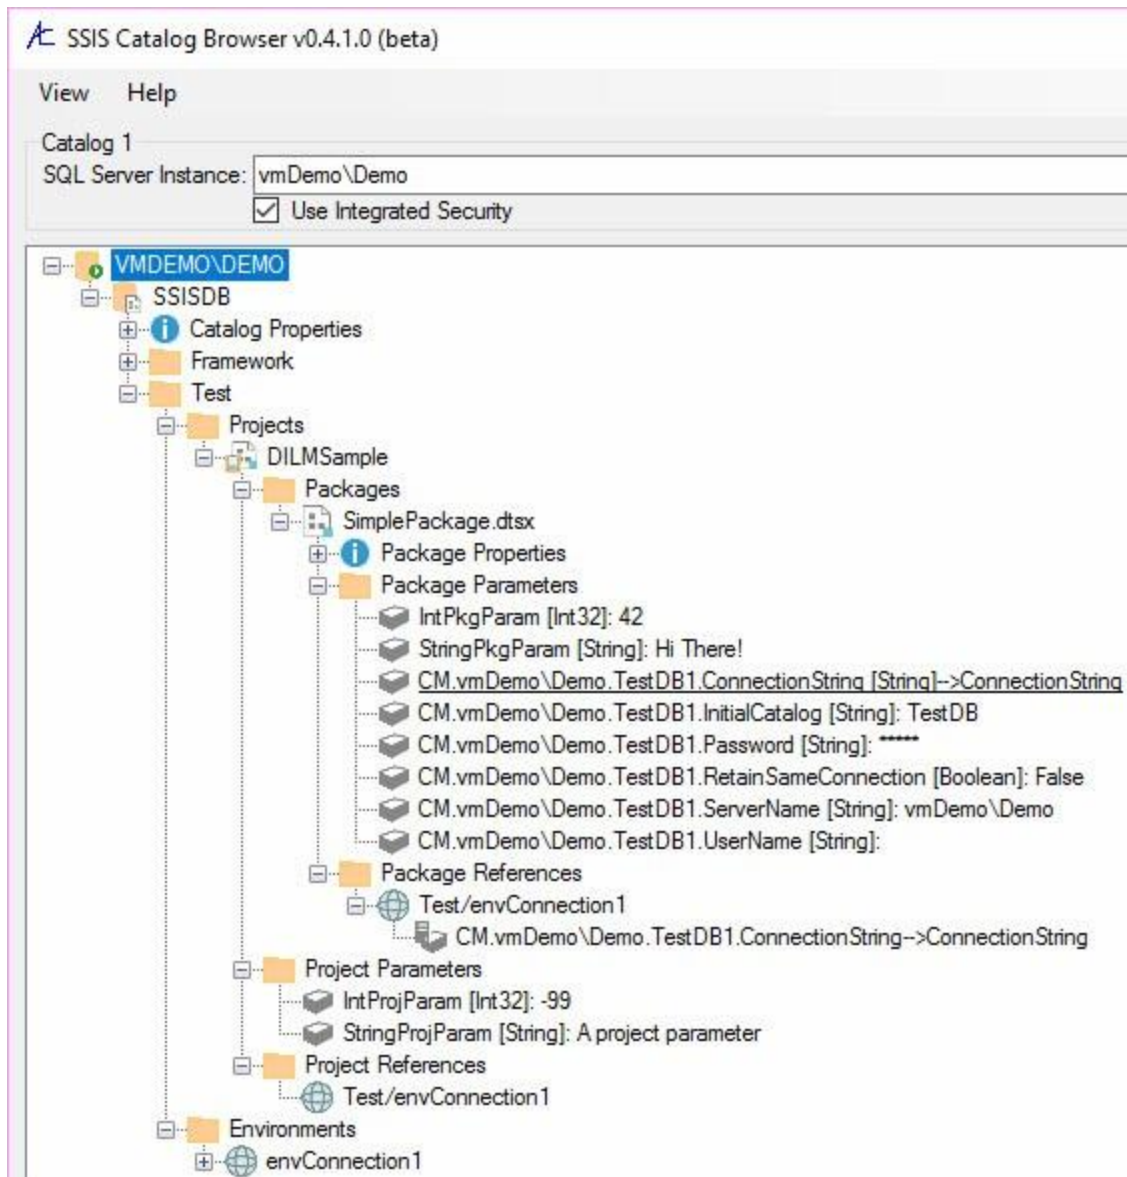 SSIS Catalog Browser v0.4.1.0 (beta)
View Help
Catalog 1
SQL Server Instance: vmDemo\Demo
Use Integrated Security
VMDEMO\DEMO
SSISDB
Catalog Properties
Framework
Test
Projects
DILMSample
Packages
SimplePackage.dtsx
Package Properties
Package Parameters
IntPkgParam [Int32]: 42
StringPkgParam [String]: Hi There!
CM.vmDemo\Demo.TestDB1.ConnectionString [String]-->ConnectionString
CM.vmDemo\Demo.TestDB1.InitialCatalog [String]: TestDB
CM.vmDemo\Demo.TestDB1.Password [String]: *****
CM.vmDemo\Demo.TestDB1.RetainSameConnection [Boolean]: False
CM.vmDemo\Demo.TestDB1.ServerName [String]: vmDemo\Demo
CM.vmDemo\Demo.TestDB1.UserName [String]:
Package References
Test/envConnection1
CM.vmDemo\Demo.TestDB1.ConnectionString-->ConnectionString
Project Parameters
IntProjParam [Int32]: -99
StringProjParam [String]: A project parameter
Project References
Test/envConnection1
Environments
envConnection1